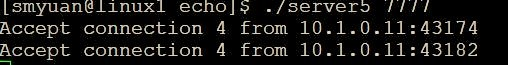 [smyuan@linux1 echo]$ ./server5 7777
Accept connection 4 from 10.1.0.11:43174
Accept connection 4 from 10.1.0.11:43182